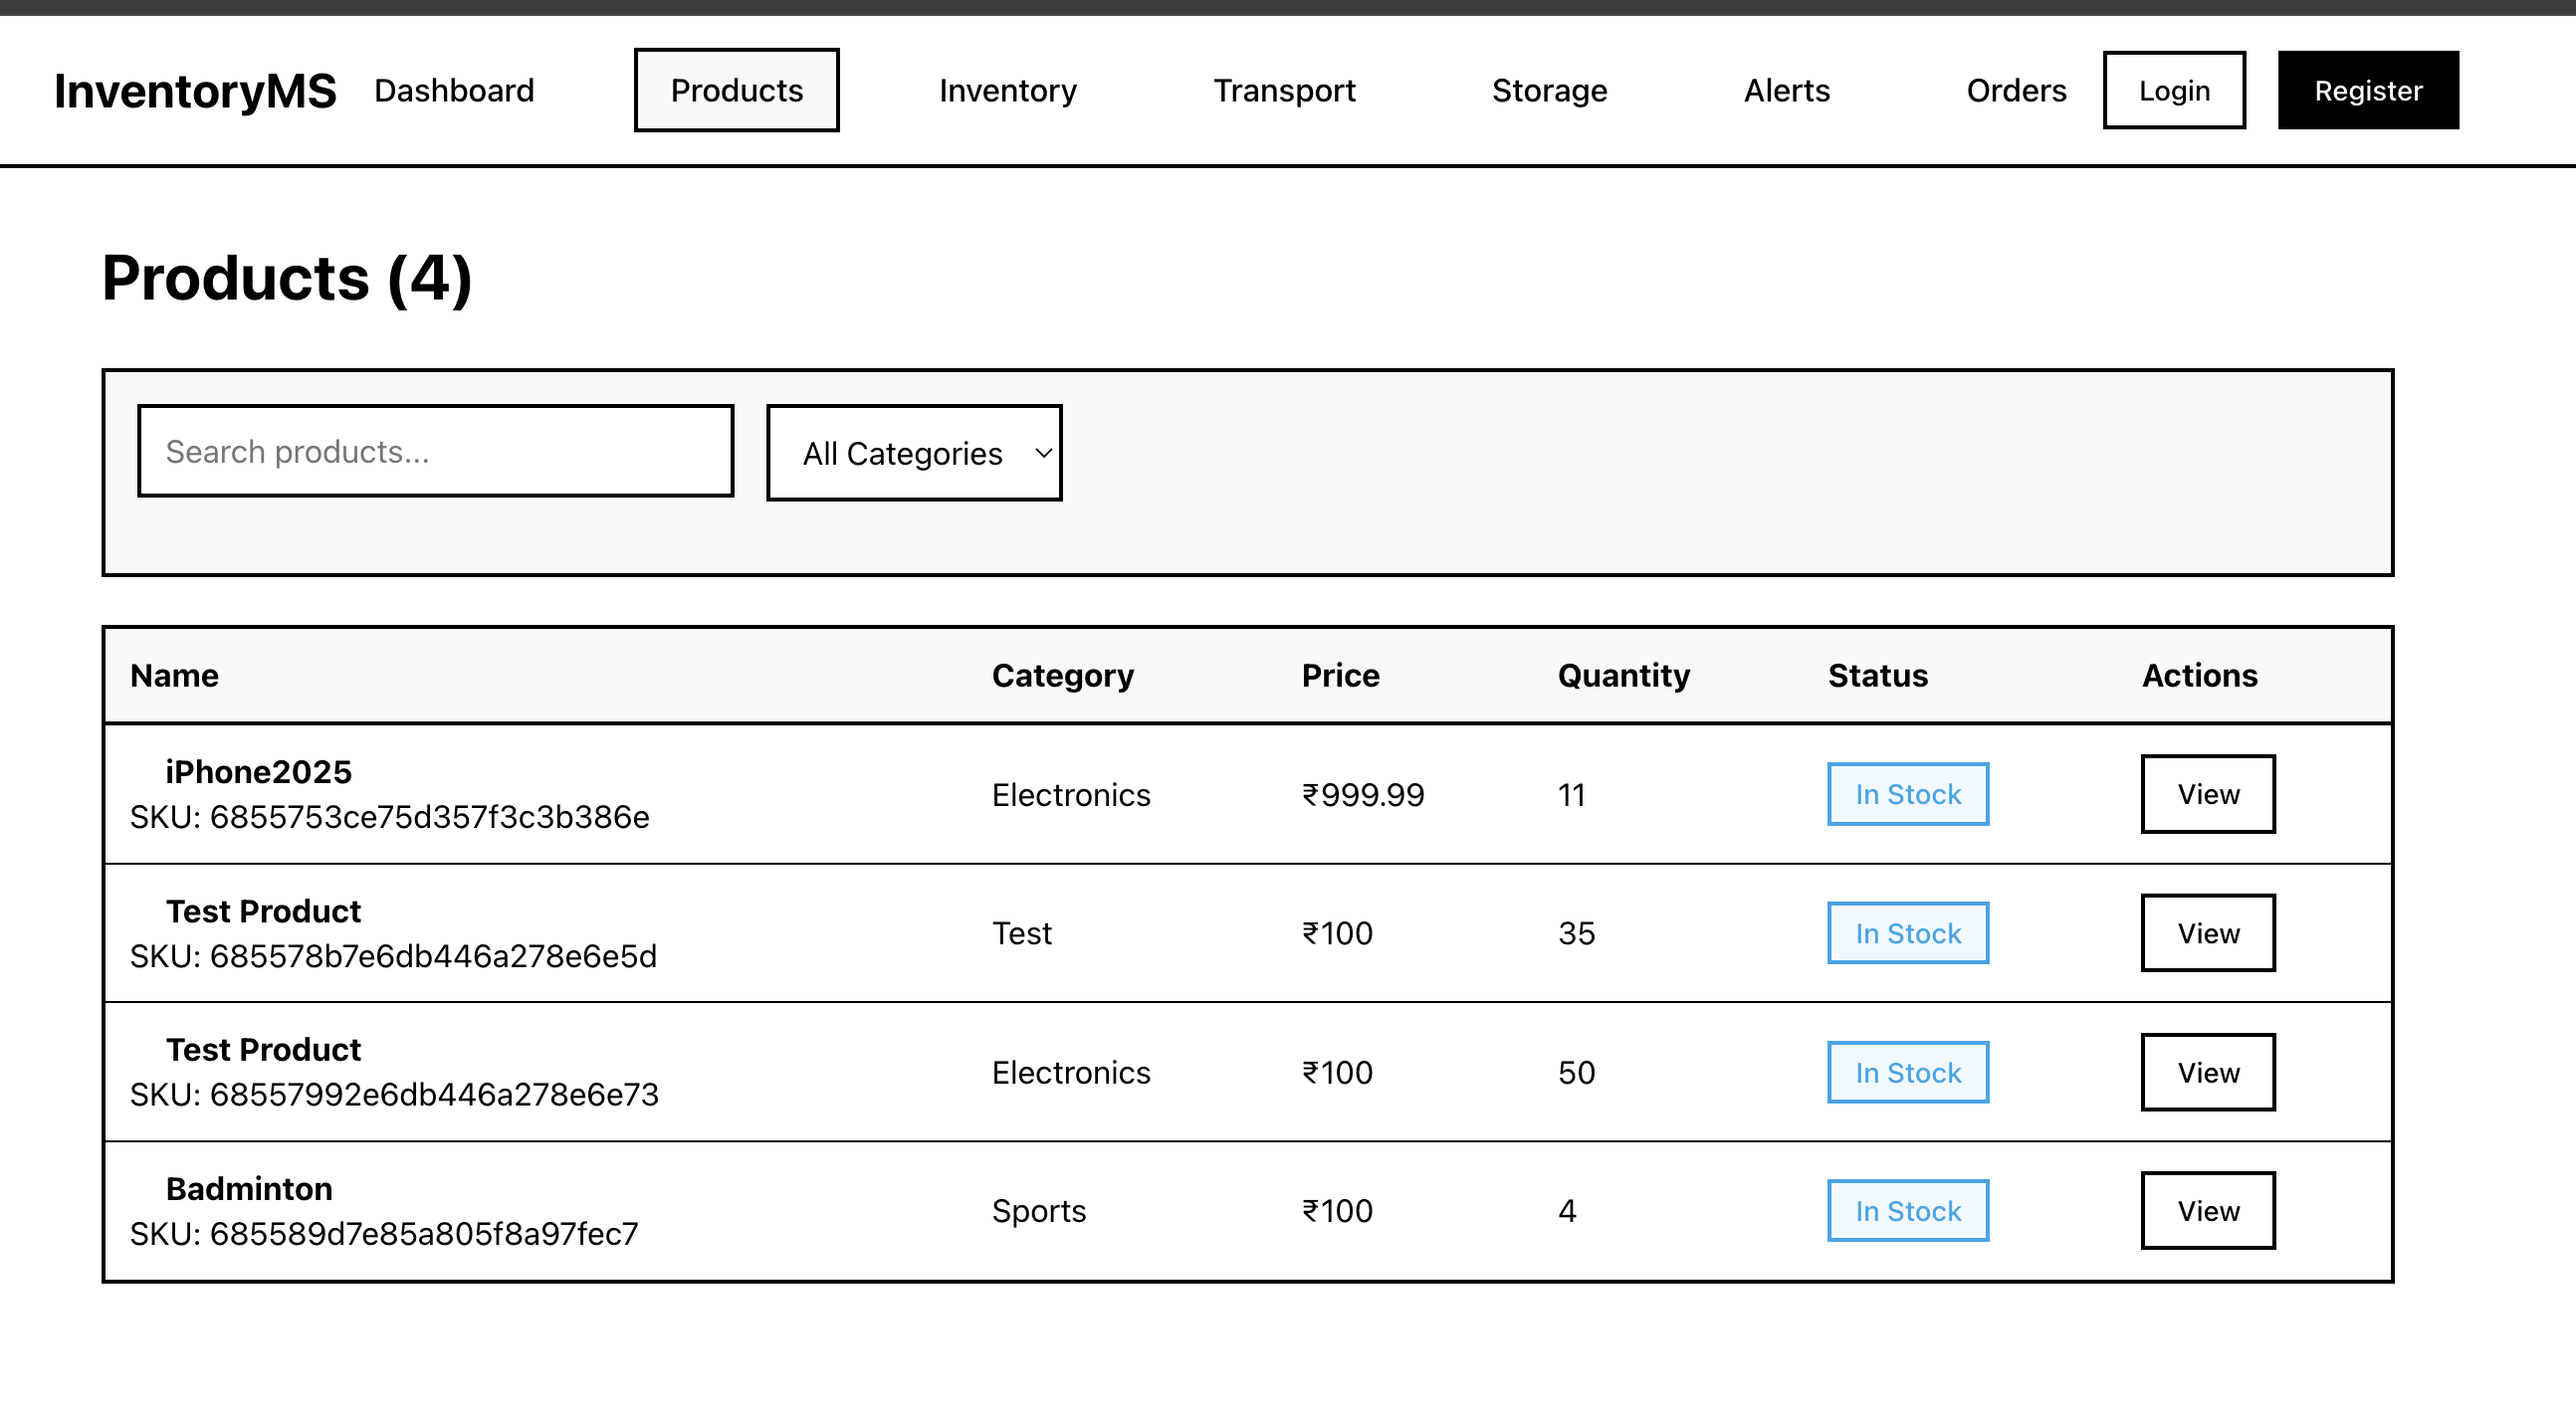 InventoryMS Dashboard Products Inventory Transport Storage Alerts Orders Login Register
Products (4)
Search products... All Categories
Name Category Price Quantity Status Actions
iPhone2025
SKU: 6855753ce75d357f3c3b386e Electronics ₹999.99 11 In Stock View
Test Product
SKU: 685578b7e6db446a278e6e5d Test ₹100 35 In Stock View
Test Product
SKU: 68557992e6db446a278e6e73 Electronics ₹100 50 In Stock View
Badminton
SKU: 685589d7e85a805f8a97fec7 Sports ₹100 4 In Stock View